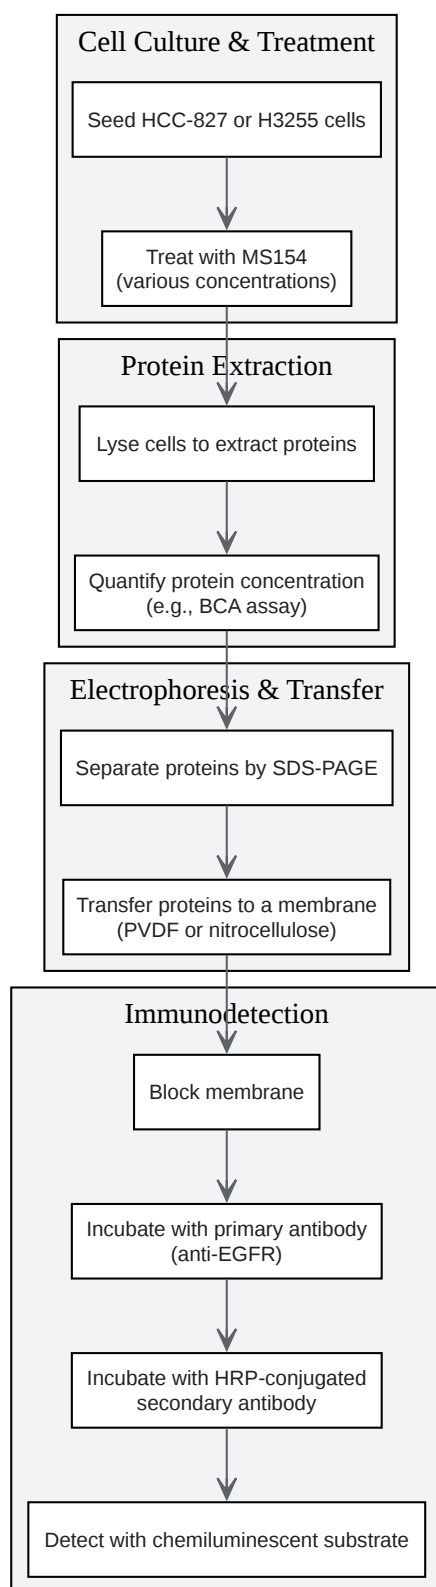 Cell Culture & Treatment
Seed HCC-827 or H3255 cells
Treat with MS154
(various concentrations)
Protein Extraction
Lyse cells to extract proteins
Quantify protein concentration
(e.g., BCA assay)
Electrophoresis & Transfer
Separate proteins by SDS-PAGE
Transfer proteins to a membrane
(PVDF or nitrocellulose)
Immunodetection
Block membrane
Incubate with primary antibody
(anti-EGFR)
Incubate with HRP-conjugated
secondary antibody
Detect with chemiluminescent substrate